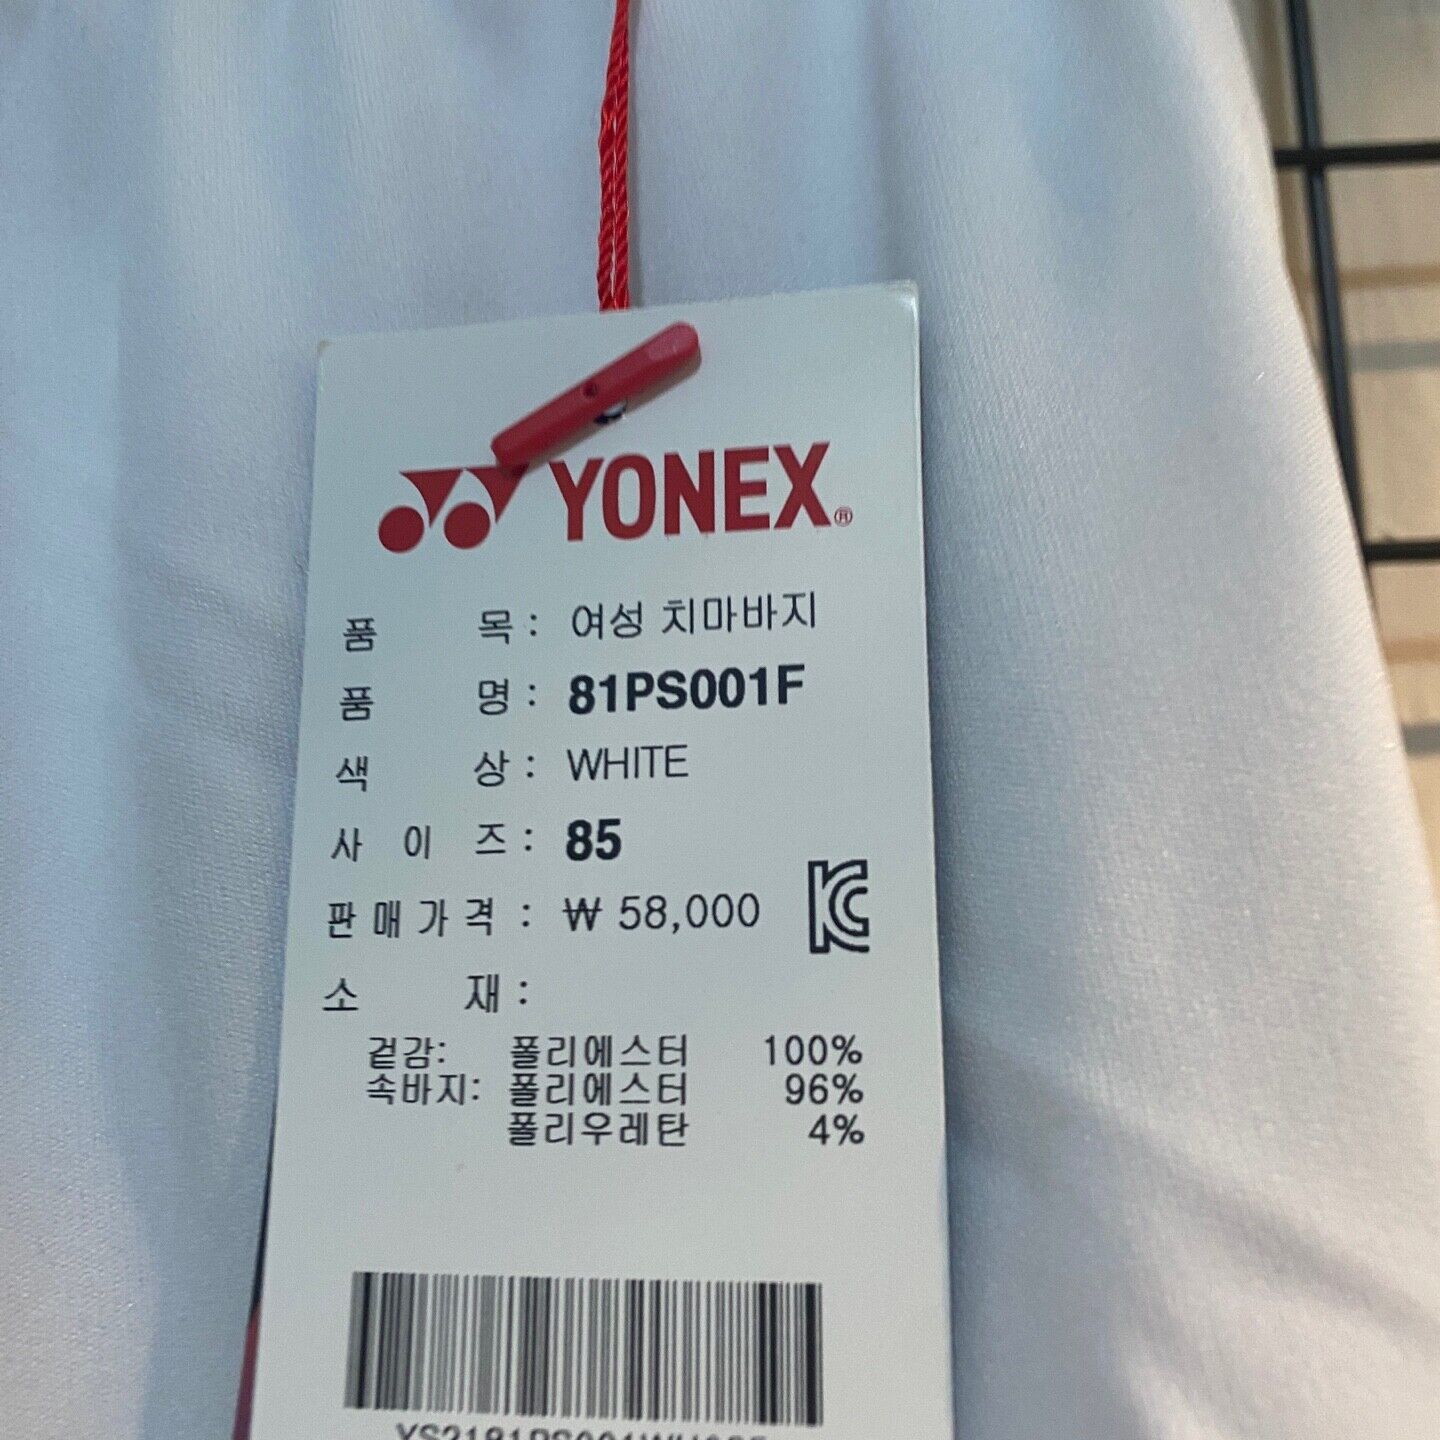 YONEX®
품 목 : 여성 치마바지
품 명 : 81PS001F
색 상 : WHITE
사 이 즈 : 85
판 매 가 격 : ₩ 58,000
소 재 :
겉감: 폴리에스터 100%
속바지: 폴리에스터 96%
폴리우레탄 4%